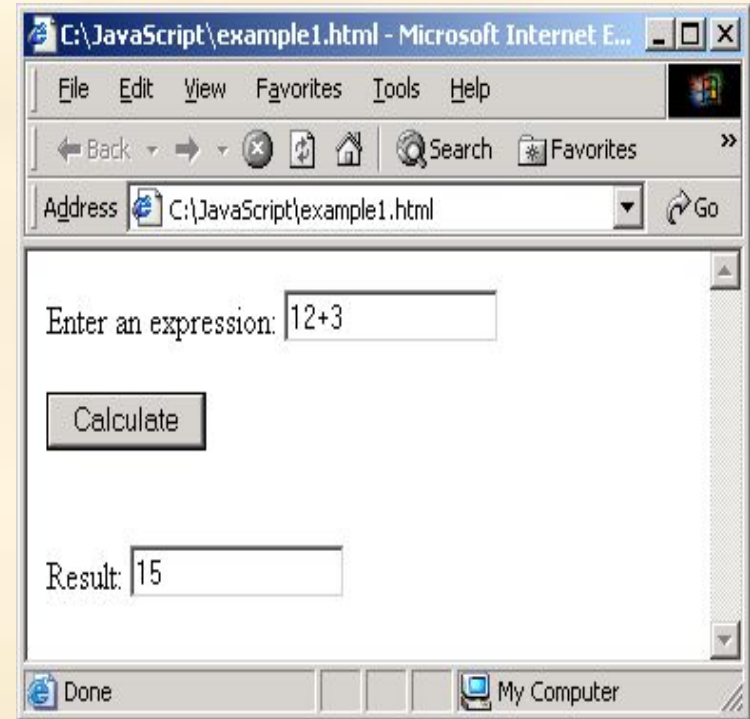 C:\JavaScript\example1.html - Microsoft Internet E...
File Edit View Favorites Tools Help
Back Search Favorites »
Address C:\JavaScript\example1.html Go
Enter an expression: 12+3
Calculate
Result: 15
Done My Computer